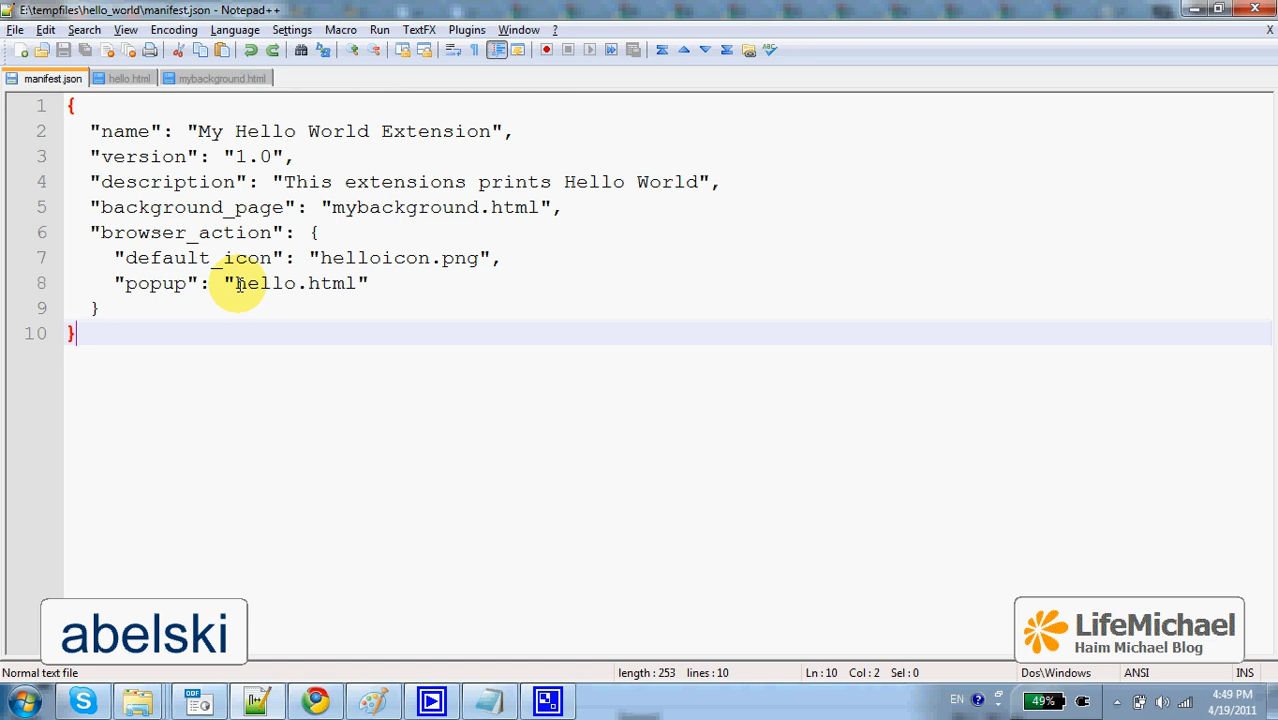 E:\tempfiles\hello_world\manifest.json - Notepad++
File Edit Search View Encoding Language Settings Macro Run TextFX Plugins Window ? X
manifest.json hello.html mybackground.html
1 {
2 "name": "My Hello World Extension",
3 "version": "1.0",
4 "description": "This extensions prints Hello World",
5 "background_page": "mybackground.html",
6 "browser_action": {
7 "default_icon": "helloicon.png",
8 "popup": "hello.html"
9 }
10 }
abelski
LifeMichael
Haim Michael Blog
Normal text file length : 253 lines : 10 Ln : 10 Col : 2 Sel : 0 Dos\Windows ANSI INS
EN 49% 4:49 PM
4/19/2011